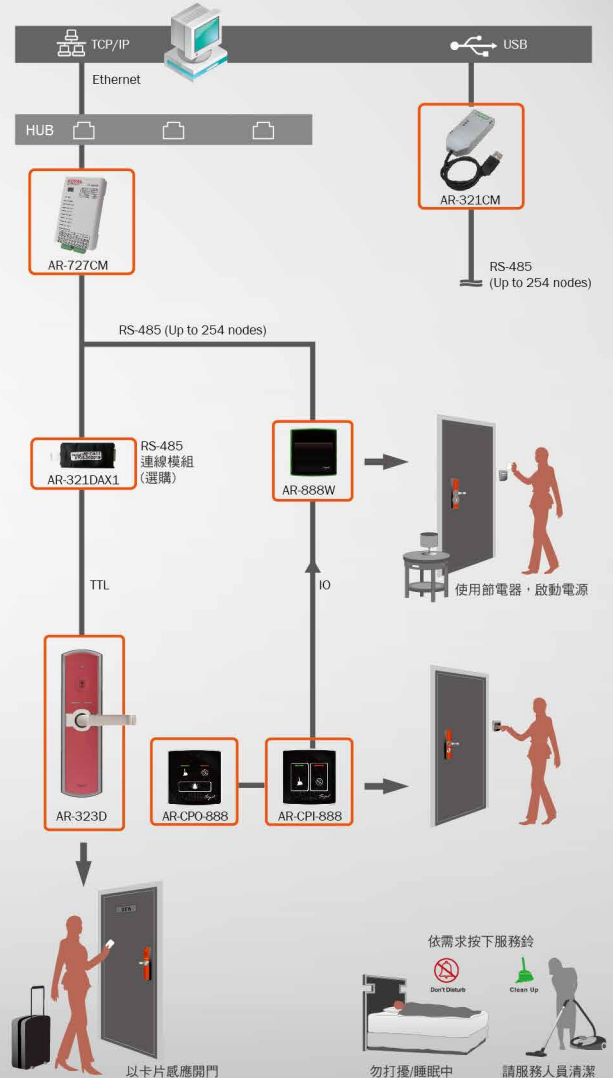 TCP/IP
USB
Ethernet
HUB
AR-727CM
AR-321CM
RS-485
(Up to 254 nodes)
RS-485 (Up to 254 nodes)
AR-321DAX1
RS-485
連線模組
(選購)
AR-888W
TTL
IO
使用節電器，啟動電源
AR-323D
AR-CPO-888
AR-CPI-888
依需求按下服務鈴
Don't Disturb
Clean Up
以卡片感應開門
勿打擾/睡眠中
請服務人員清潔